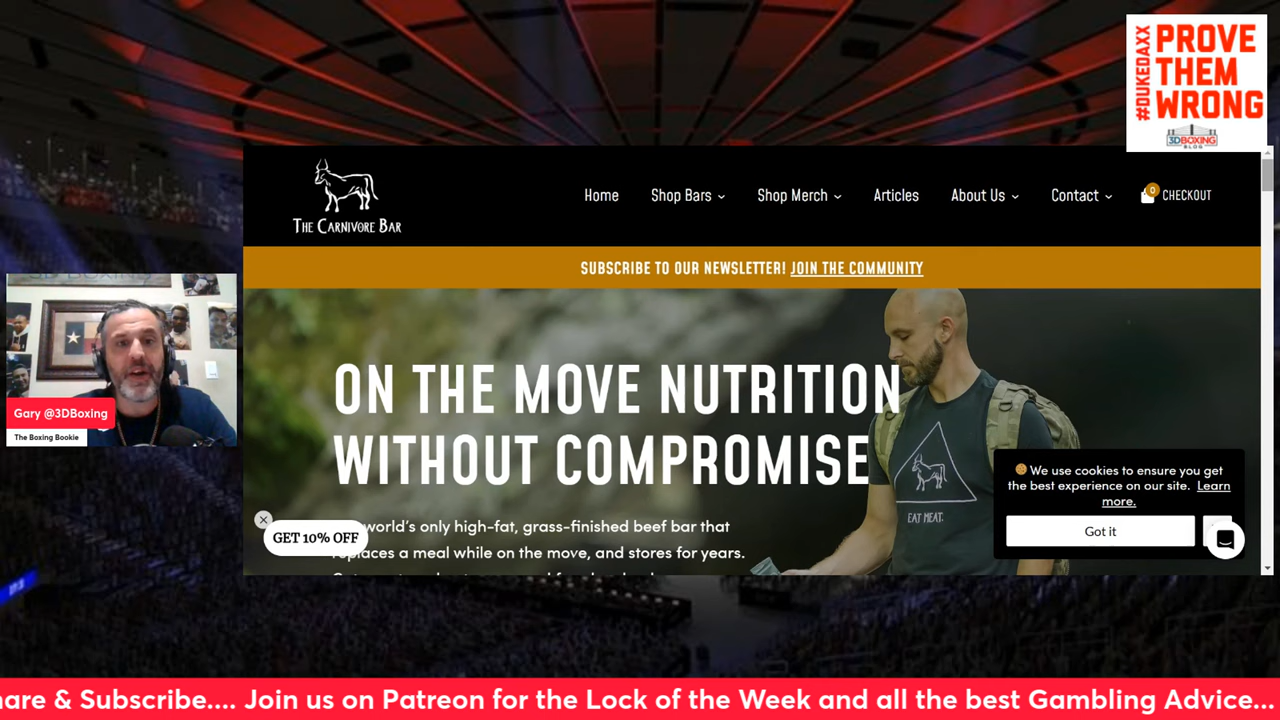 #DUKEDAXX
PROVE
THEM
WRONG
3DBOXING
BLOG
THE CARNIVORE BAR
Home
Shop Bars
Shop Merch
Articles
About Us
Contact
0
CHECKOUT
SUBSCRIBE TO OUR NEWSLETTER! JOIN THE COMMUNITY
ON THE MOVE NUTRITION
WITHOUT COMPROMISE
world's only high-fat, grass-finished beef bar that
GET 10% OFF
replaces a meal while on the move, and stores for years.
EAT MEAT.
We use cookies to ensure you get
the best experience on our site. Learn
more.
Got it
3D BOXING
Gary @3DBoxing
The Boxing Bookie
hare & Subscribe.... Join us on Patreon for the Lock of the Week and all the best Gambling Advice...